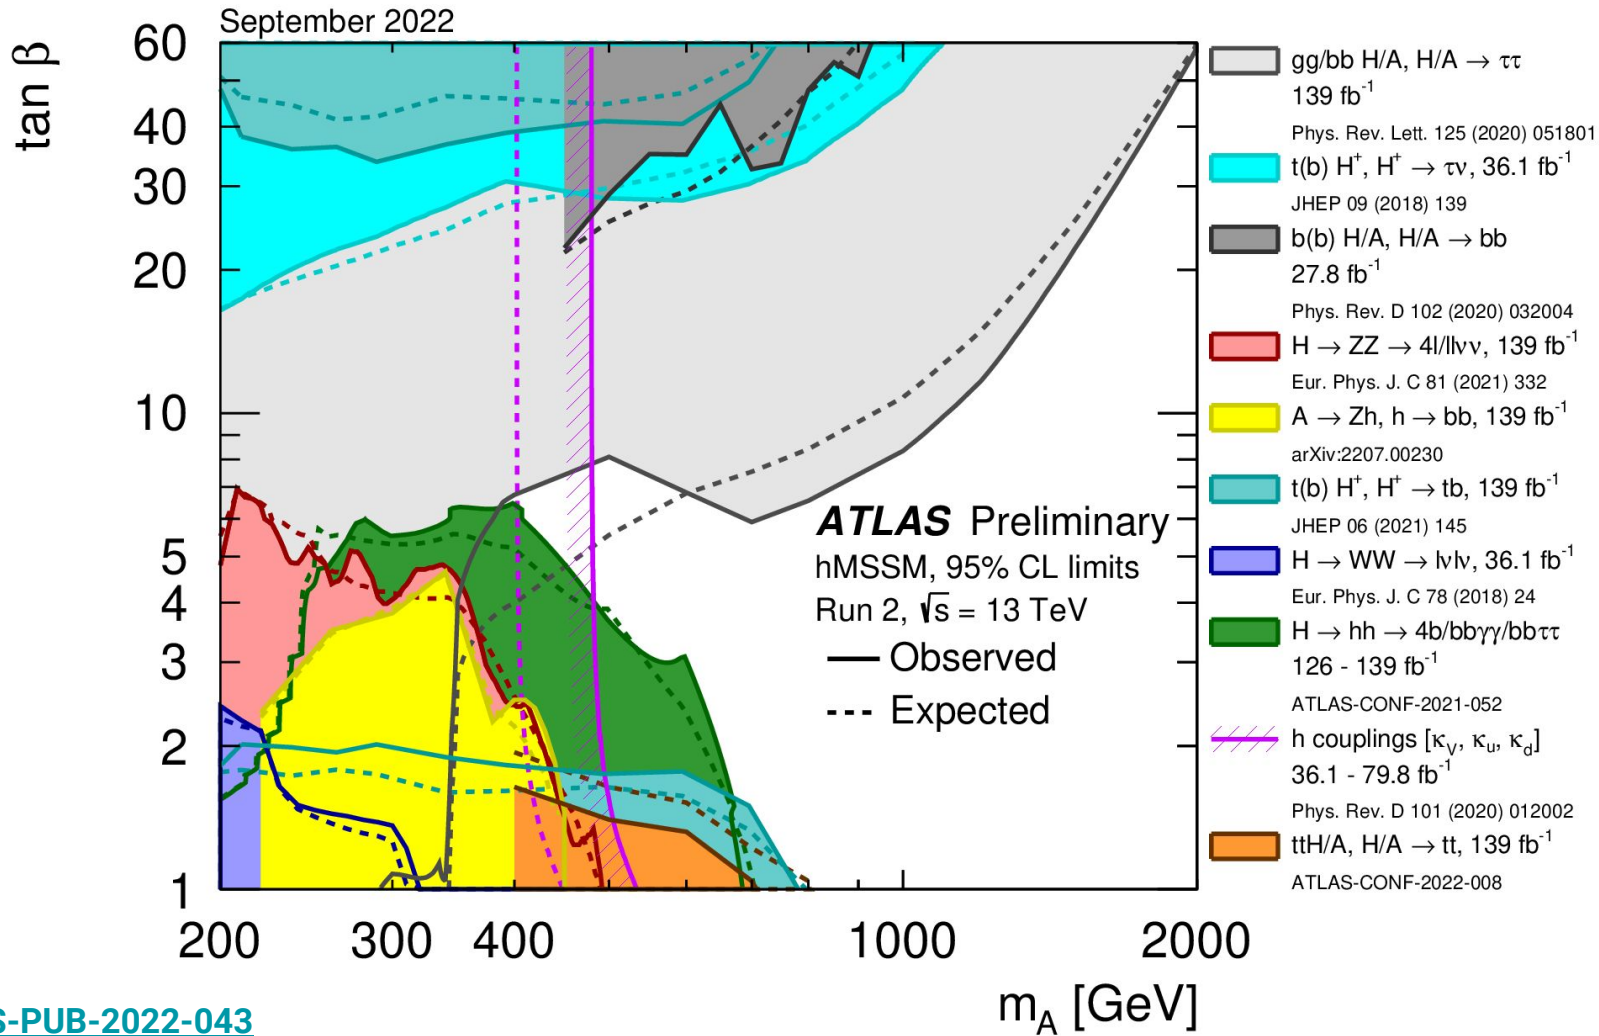 September 2022
tan β
60
40
30
20
10
5
4
3
2
1
200
300
400
1000
2000
m_A [GeV]
ATLAS Preliminary
hMSSM, 95% CL limits
Run 2, √s = 13 TeV
Observed
Expected
gg/bb H/A, H/A → ττ
139 fb⁻¹
Phys. Rev. Lett. 125 (2020) 051801
t(b) H⁺, H⁺ → τν, 36.1 fb⁻¹
JHEP 09 (2018) 139
b(b) H/A, H/A → bb
27.8 fb⁻¹
Phys. Rev. D 102 (2020) 032004
H → ZZ → 4l/llνν, 139 fb⁻¹
Eur. Phys. J. C 81 (2021) 332
A → Zh, h → bb, 139 fb⁻¹
arXiv:2207.00230
t(b) H⁺, H⁺ → tb, 139 fb⁻¹
JHEP 06 (2021) 145
H → WW → lνlν, 36.1 fb⁻¹
Eur. Phys. J. C 78 (2018) 24
H → hh → 4b/bbγγ/bbττ
126 - 139 fb⁻¹
ATLAS-CONF-2021-052
h couplings [κ_V, κ_u, κ_d]
36.1 - 79.8 fb⁻¹
Phys. Rev. D 101 (2020) 012002
ttH/A, H/A → tt, 139 fb⁻¹
ATLAS-CONF-2022-008
S-PUB-2022-043